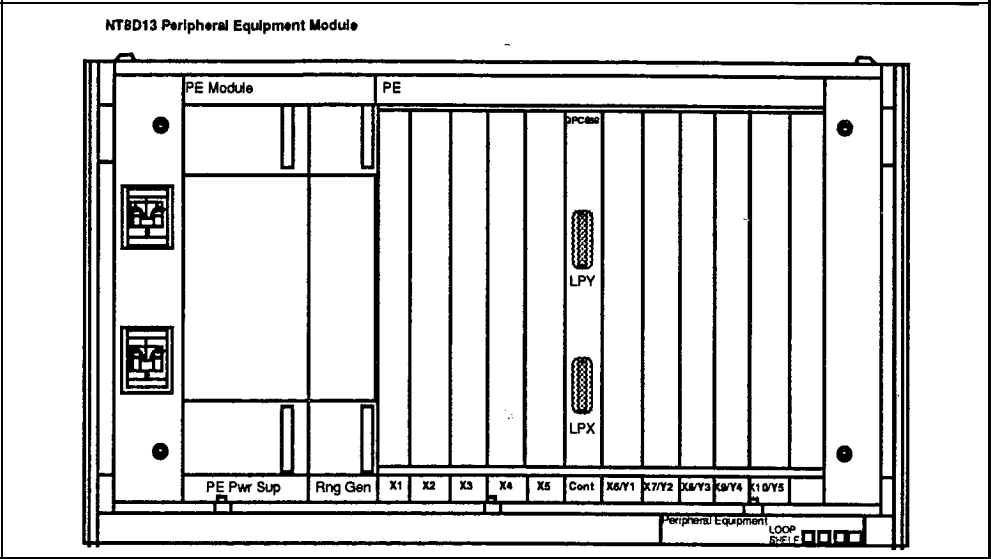 NT8D13 Peripheral Equipment Module
PE Module PE
QPC659
LPY
LPX
PE Pwr Sup Rng Gen X1 X2 X3 X4 X5 Cont X6/Y1 X7/Y2 X8/Y3 X9/Y4 X10/Y5
Peripheral Equipment
LOOP
SHELF